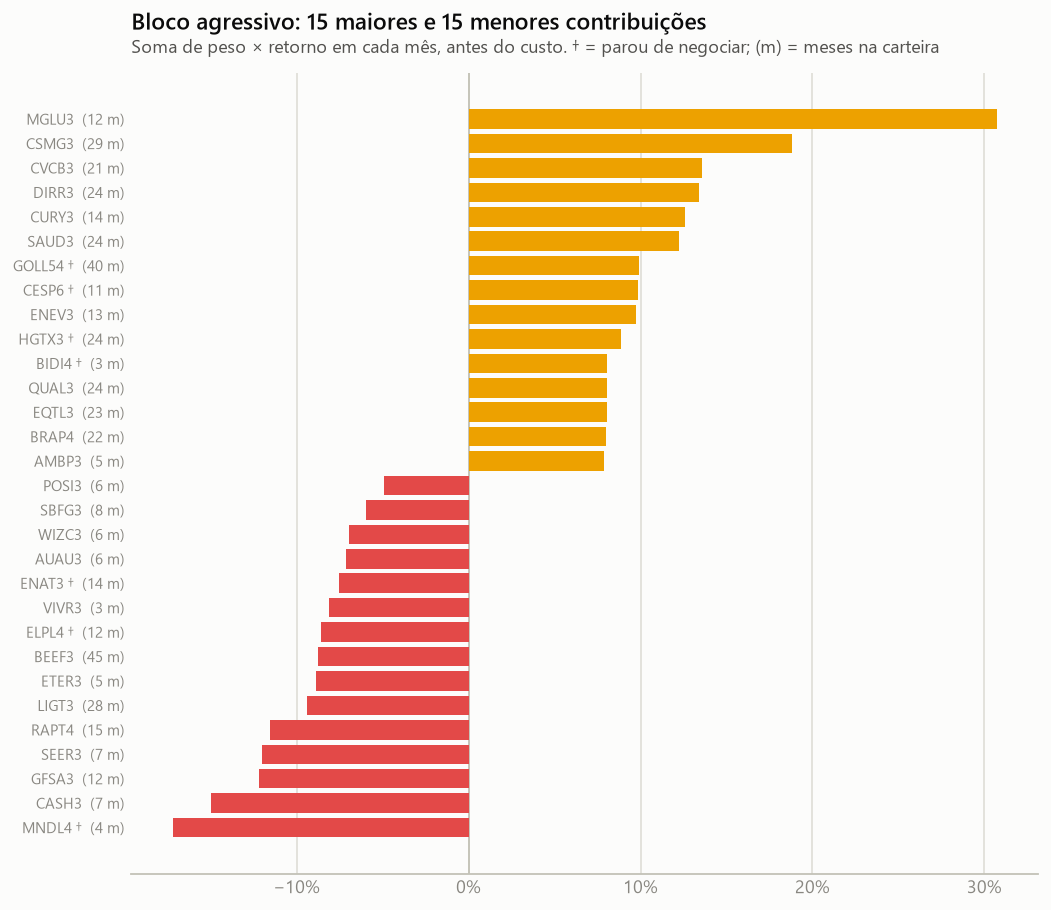 Bloco agressivo: 15 maiores e 15 menores contribuições
Soma de peso × retorno em cada mês, antes do custo. † = parou de negociar; (m) = meses na carteira
MGLU3 (12 m)
CSMG3 (29 m)
CVCB3 (21 m)
DIRR3 (24 m)
CURY3 (14 m)
SAUD3 (24 m)
GOLL54 † (40 m)
CESP6 † (11 m)
ENEV3 (13 m)
HGTX3 † (24 m)
BIDI4 † (3 m)
QUAL3 (24 m)
EQTL3 (23 m)
BRAP4 (22 m)
AMBP3 (5 m)
POSI3 (6 m)
SBFG3 (8 m)
WIZC3 (6 m)
AUAU3 (6 m)
ENAT3 † (14 m)
VIVR3 (3 m)
ELPL4 † (12 m)
BEEF3 (45 m)
ETER3 (5 m)
LIGT3 (28 m)
RAPT4 (15 m)
SEER3 (7 m)
GFSA3 (12 m)
CASH3 (7 m)
MNDL4 † (4 m)
−10% 0% 10% 20% 30%